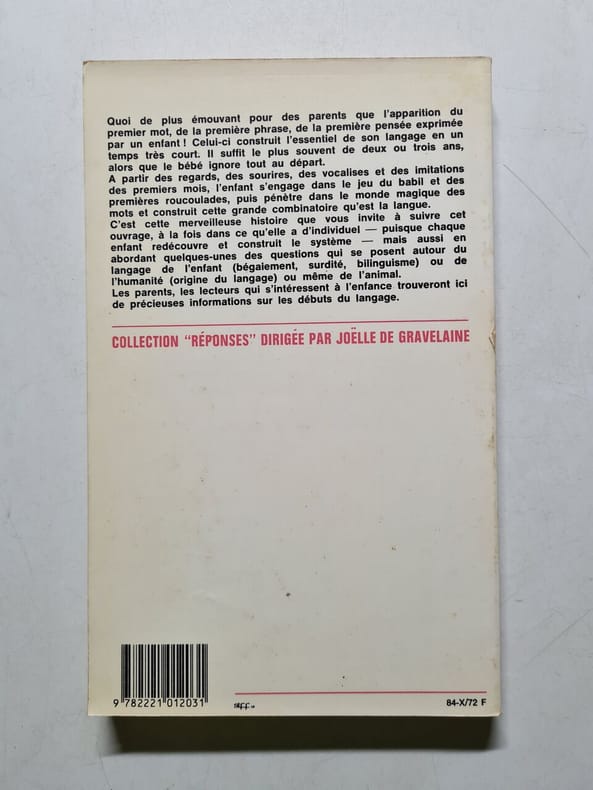 Quoi de plus émouvant pour des parents que l'apparition du
premier mot, de la première phrase, de la première pensée exprimée
par un enfant ! Celui-ci construit l'essentiel de son langage en un
temps très court. Il suffit le plus souvent de deux ou trois ans,
alors que le bébé ignore tout au départ.
A partir des regards, des sourires, des vocalises et des imitations
des premiers mois, l'enfant s'engage dans le jeu du babil et des
premières roucoulades, puis pénètre dans le monde magique des
mots et construit cette grande combinatoire qu'est la langue.
C'est cette merveilleuse histoire que vous invite à suivre cet
ouvrage, à la fois dans ce qu'elle a d'individuel — puisque chaque
enfant redécouvre et construit le système — mais aussi en
abordant quelques-unes des questions qui se posent autour du
langage de l'enfant (bégaiement, surdité, bilinguisme) ou de
l'humanité (origine du langage) ou même de l'animal.
Les parents, les lecteurs qui s'intéressent à l'enfance trouveront ici
de précieuses informations sur les débuts du langage.
COLLECTION "RÉPONSES" DIRIGÉE PAR JOËLLE DE GRAVELAINE
9 782221 012031
84-X/72 F